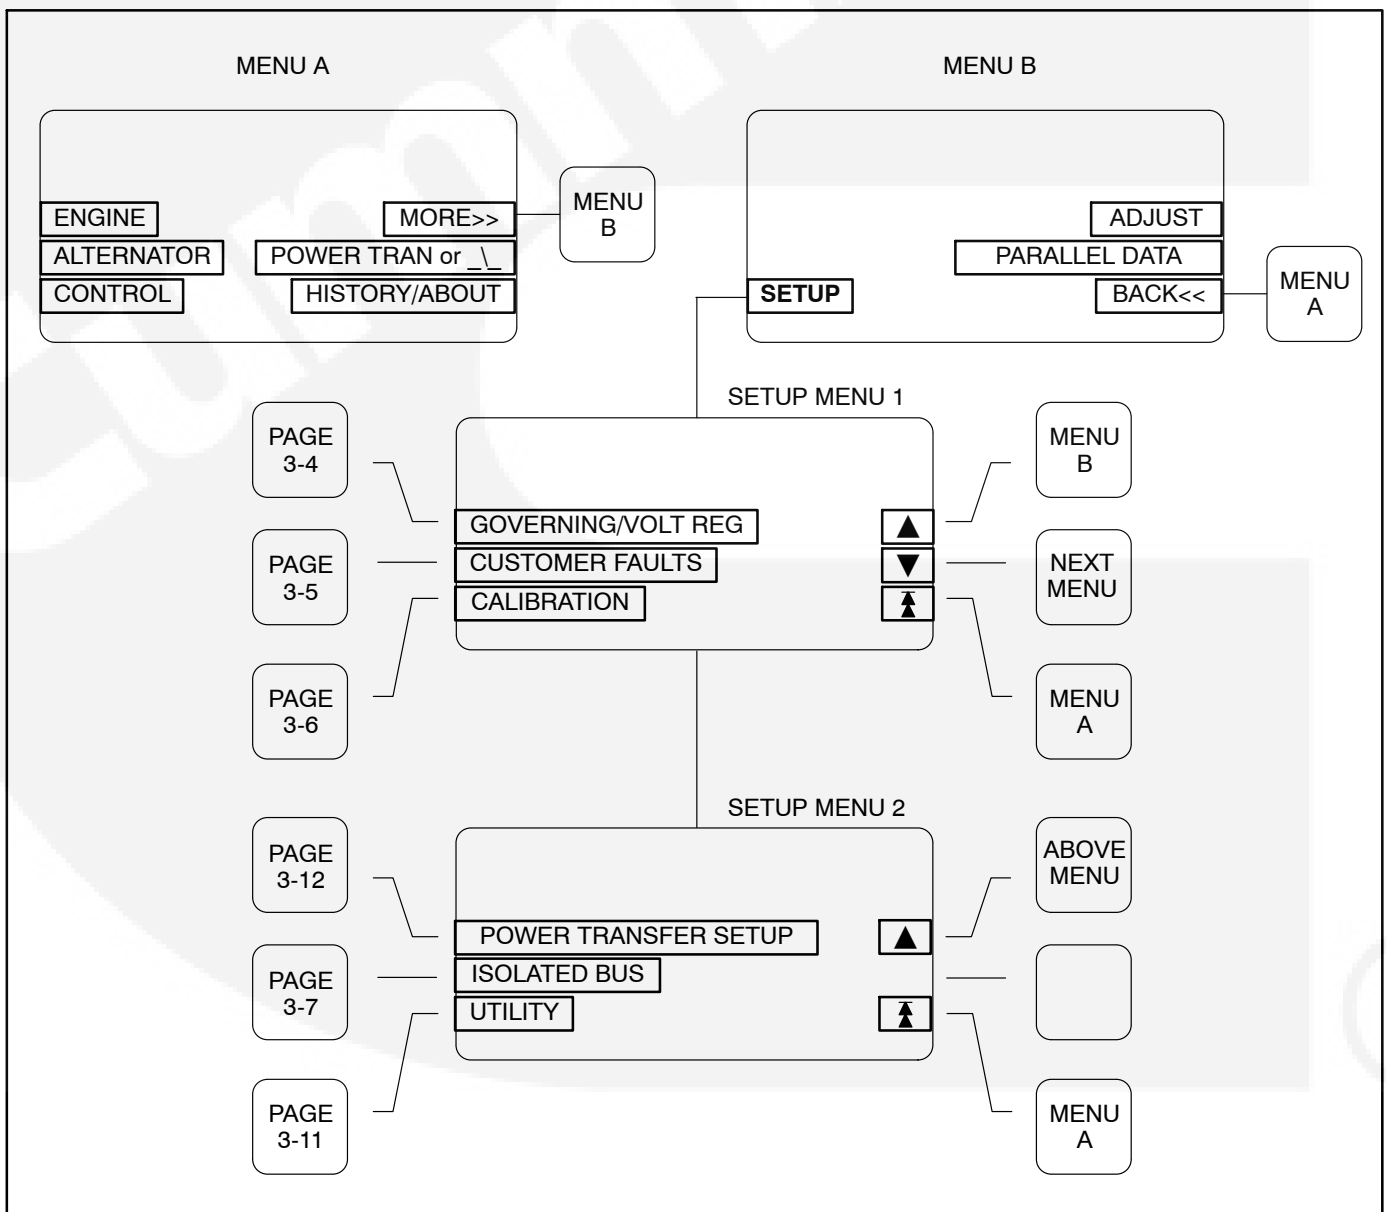 MENU A
MENU B
ENGINE
MORE>>
ALTERNATOR
POWER TRAN or _\_
CONTROL
HISTORY/ABOUT
MENU
B
ADJUST
PARALLEL DATA
SETUP
BACK<<
MENU
A
SETUP MENU 1
PAGE
3-4
GOVERNING/VOLT REG
▲
MENU
B
PAGE
3-5
CUSTOMER FAULTS
▼
NEXT
MENU
CALIBRATION
PAGE
3-6
MENU
A
SETUP MENU 2
PAGE
3-12
POWER TRANSFER SETUP
▲
ABOVE
MENU
PAGE
3-7
ISOLATED BUS
UTILITY
PAGE
3-11
MENU
A